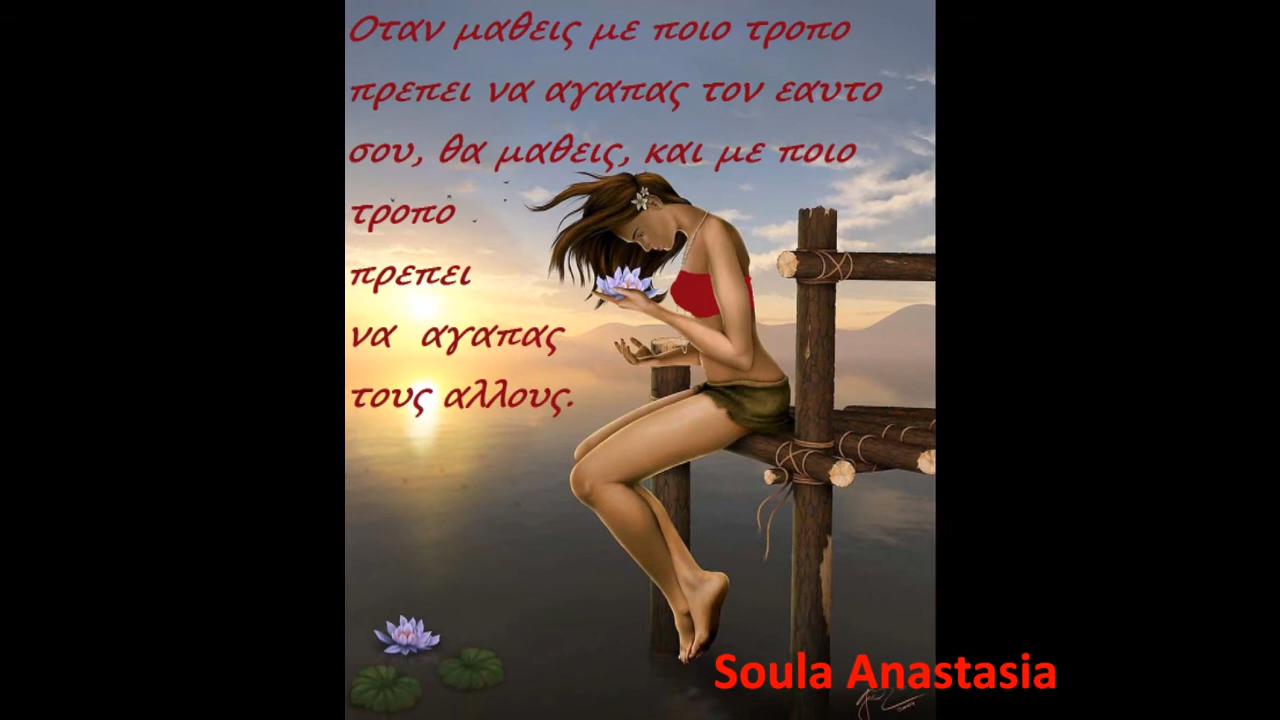 Οταν μαθεις με ποιο τροπο
πρεπει να αγαπας τον εαυτο
σου, θα μαθεις, και με ποιο
τροπο
πρεπει
να αγαπας
τους αλλους.
Soula Anastasia